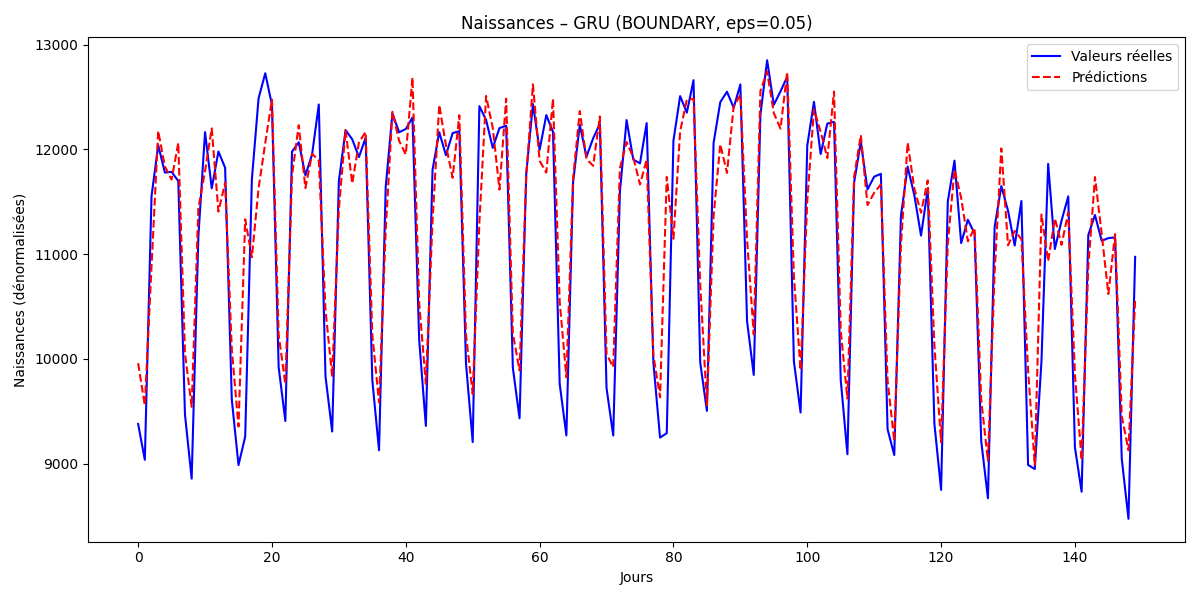 Naissances – GRU (BOUNDARY, eps=0.05)
Valeurs réelles
Prédictions
Naissances (dénormalisées)
13000
12000
11000
10000
9000
0 20 40 60 80 100 120 140
Jours